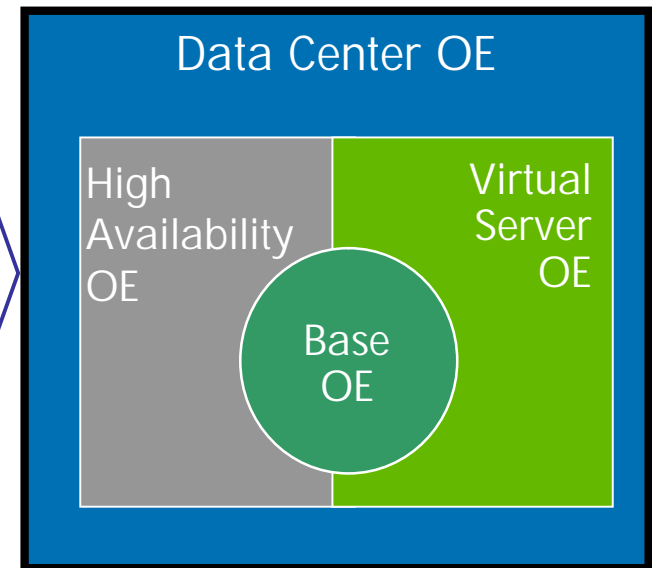 Data Center OE
High
Availability
OE
Virtual
Server
OE
Base
OE